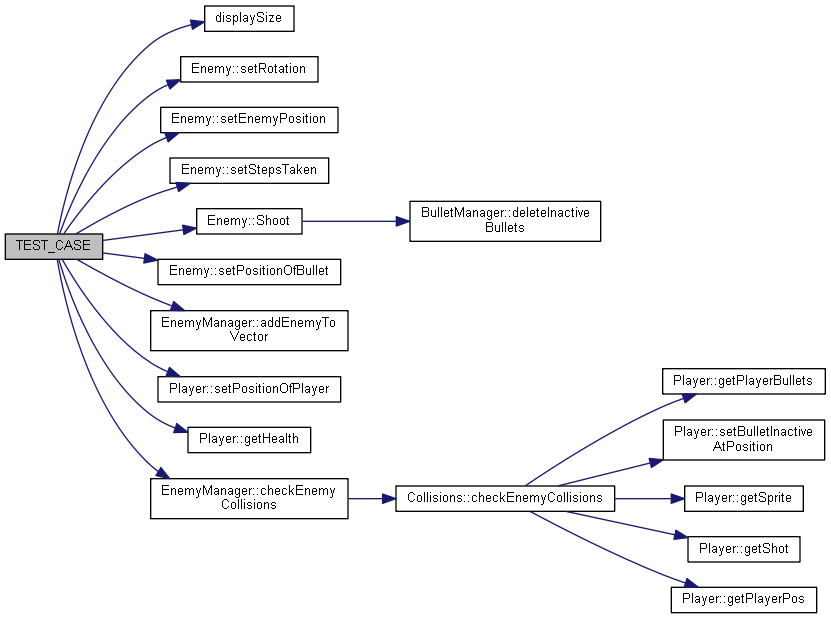 displaySize
Enemy::setRotation
Enemy::setEnemyPosition
Enemy::setStepsTaken
Enemy::Shoot
BulletManager::deleteInactive
Bullets
TEST_CASE
Enemy::setPositionOfBullet
EnemyManager::addEnemyTo
Vector
Player::setPositionOfPlayer
Player::getHealth
EnemyManager::checkEnemy
Collisions
Collisions::checkEnemyCollisions
Player::getPlayerBullets
Player::setBulletInactive
AtPosition
Player::getSprite
Player::getShot
Player::getPlayerPos